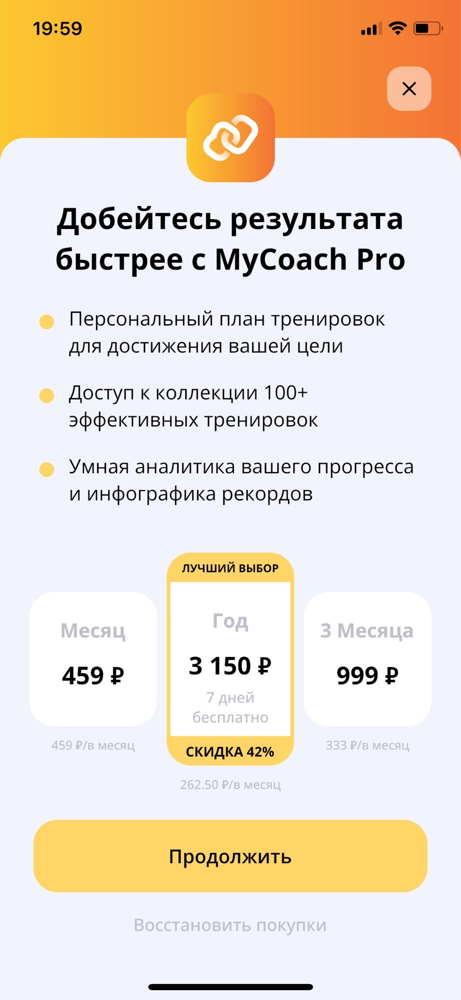 19:59
Добейтесь результата
быстрее с MyCoach Pro
Персональный план тренировок
для достижения вашей цели
Доступ к коллекции 100+
эффективных тренировок
Умная аналитика вашего прогресса
и инфографика рекордов
Месяц
459 ₽
459 ₽/в месяц
ЛУЧШИЙ ВЫБОР
Год
3 150 ₽
7 дней
бесплатно
СКИДКА 42%
262.50 ₽/в месяц
3 Месяца
999 ₽
333 ₽/в месяц
Продолжить
Восстановить покупки